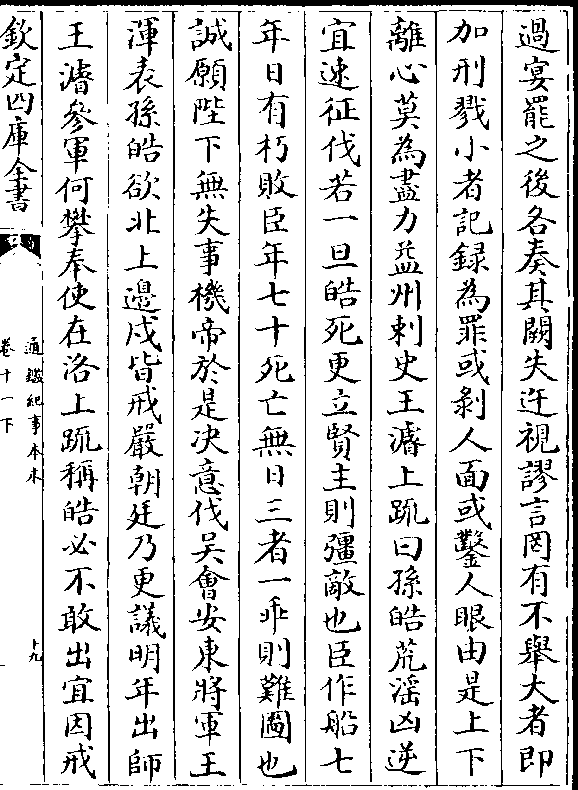 過宴罷之後各奏其闕失迕視謬言罔有不舉大者即
加刑戮小者記録為罪或剝人面或鑿人眼由是上下
離心莫為盡力益州刺史王濬上疏曰孫皓荒淫凶逆
宜速征伐若一旦皓死更立賢主則彊敵也臣作船七
年日有朽敗臣年七十死亡無日三者一乖則難圖也
誠願陛下無失事機帝於是決意伐吳會安東將軍王
渾表孫皓欲北上邊戍皆戒嚴朝廷乃更議明年出師
王濬參軍何攀奉使在洛上疏稱皓必不敢出宜因戒
欽定四庫全書
通鑑紀事本末
卷十一下
十九